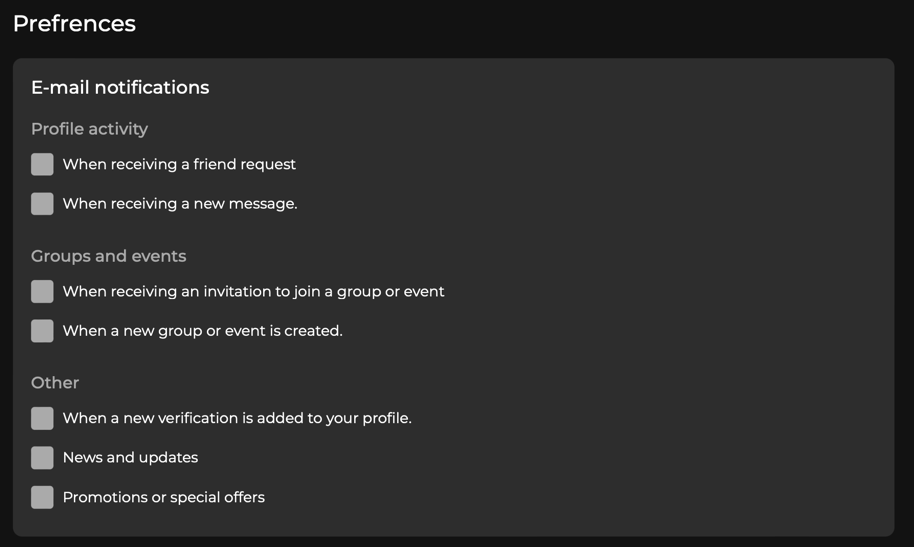 Prefrences
E-mail notifications
Profile activity
When receiving a friend request
When receiving a new message.
Groups and events
When receiving an invitation to join a group or event
When a new group or event is created.
Other
When a new verification is added to your profile.
News and updates
Promotions or special offers